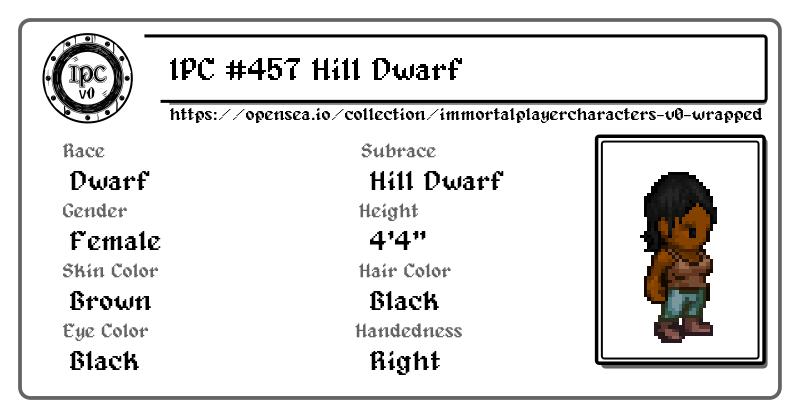 IPC
v0
IPC #457 Hill Dwarf
https://opensea.io/collection/immortalplayercharacters-v0-wrapped
Race Subrace
Dwarf Hill Dwarf
Gender Height
Female 4'4"
Skin Color Hair Color
Brown Black
Eye Color Handedness
Black Right